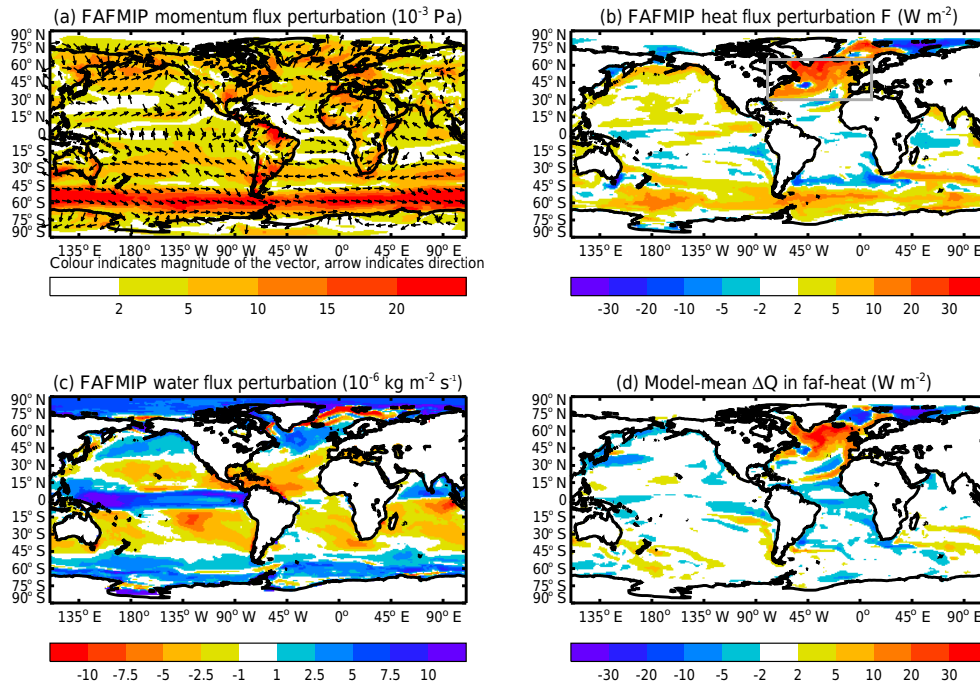 (a) FAFMIP momentum flux perturbation (10⁻³ Pa)
90° N
75° N
60° N
45° N
30° N
15° N
0
15° S
30° S
45° S
60° S
75° S
90° S
135° E 180° 135° W 90° W 45° W 0° 45° E 90° E
Colour indicates magnitude of the vector, arrow indicates direction
2 5 10 15 20
(b) FAFMIP heat flux perturbation F (W m⁻²)
90° N
75° N
60° N
45° N
30° N
15° N
0
15° S
30° S
45° S
60° S
75° S
90° S
135° E 180° 135° W 90° W 45° W 0° 45° E
-30 -20 -10 -5 -2 2 5 10 20 30
(c) FAFMIP water flux perturbation (10⁻⁶ kg m⁻² s⁻¹)
90° N
75° N
60° N
45° N
30° N
15° N
0
15° S
30° S
45° S
60° S
75° S
90° S
135° E 180° 135° W 90° W 45° W 0° 45° E 90° E
-10 -7.5 -5 -2.5 -1 1 2.5 5 7.5 10
(d) Model-mean ΔQ in faf-heat (W m⁻²)
90° N
75° N
60° N
45° N
30° N
15° N
0
15° S
30° S
45° S
60° S
75° S
90° S
135° E 180° 135° W 90° W 45° W 0° 45° E
-30 -20 -10 -5 -2 2 5 10 20 30